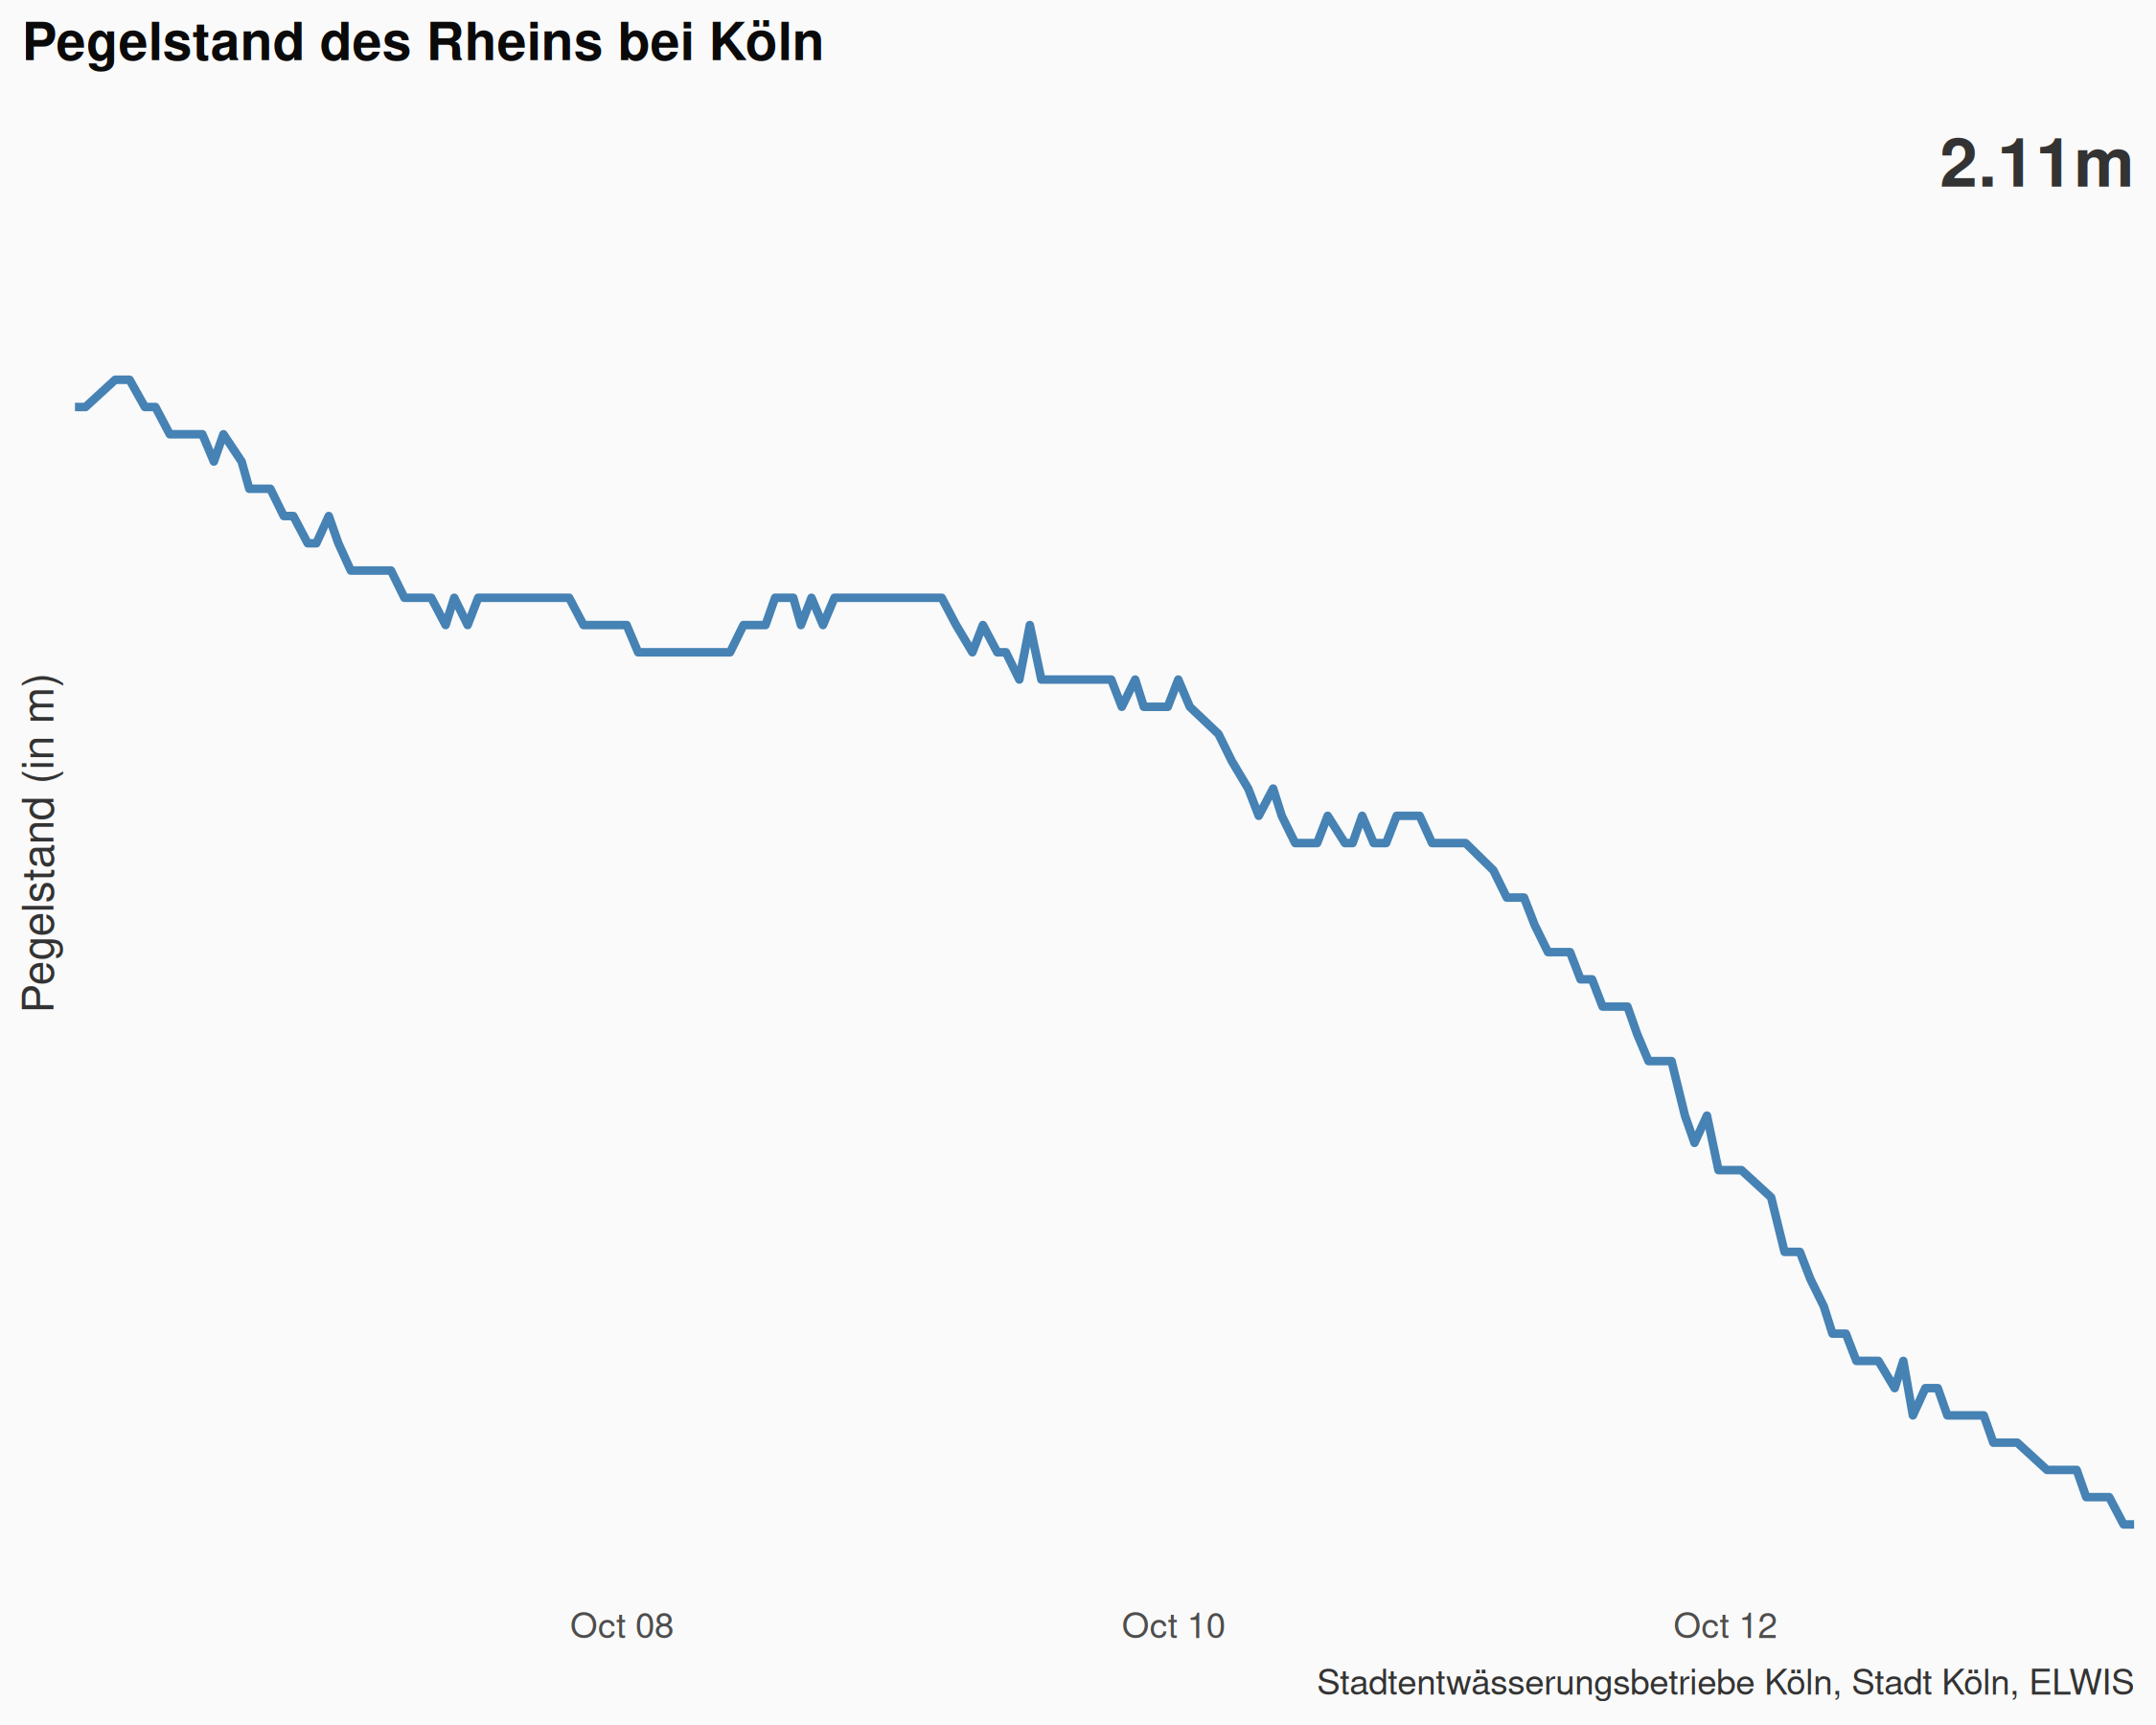 Pegelstand des Rheins bei Köln
2.11m
Pegelstand (in m)
Oct 08
Oct 10
Oct 12
Stadtentwässerungsbetriebe Köln, Stadt Köln, ELWIS